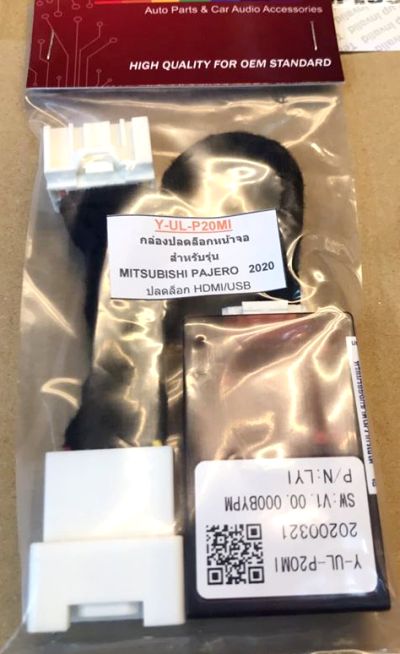 Auto Parts & Car Audio Accessories
HIGH QUALITY FOR OEM STANDARD
Y-UL-P20MI
กล่องปลดล็อกหน้าจอ
สำหรับรุ่น
MITSUBISHI PAJERO 2020
ปลดล็อก HDMI/USB
Y-UL-P20MI
20200321
SW:V1.00.000BYPM
P/N:LYI